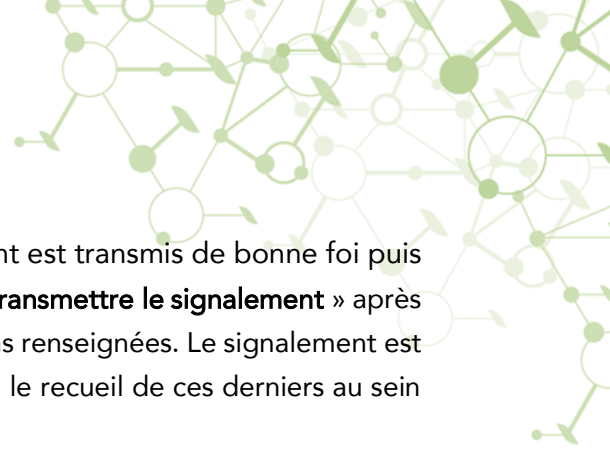 nt est transmis de bonne foi puis
ransmettre le signalement » après
s renseignées. Le signalement est
le recueil de ces derniers au sein